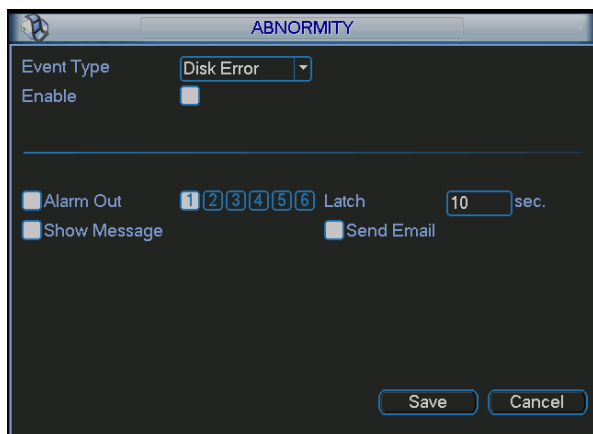 ABNORMITY
Event Type Disk Error
Enable
Alarm Out 1 2 3 4 5 6 Latch 10 sec.
Show Message Send Email
Save Cancel